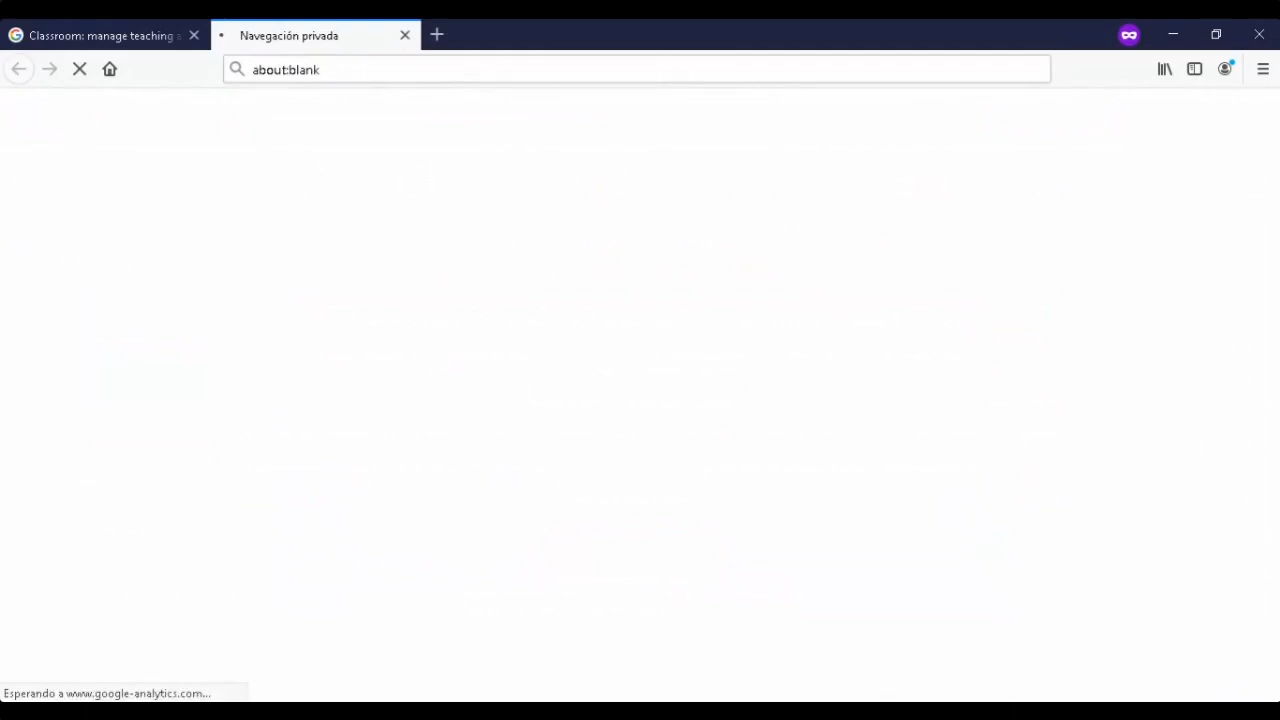 Classroom: manage teaching a
Navegación privada
about:blank
Esperando a www.google-analytics.com...